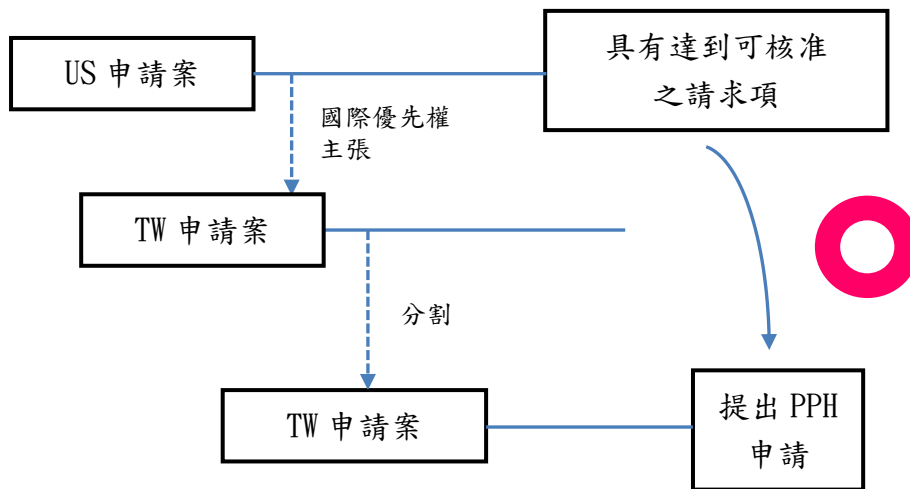 US 申請案
具有達到可核准
之請求項
國際優先權
主張
TW 申請案
分割
TW 申請案
提出 PPH
申請